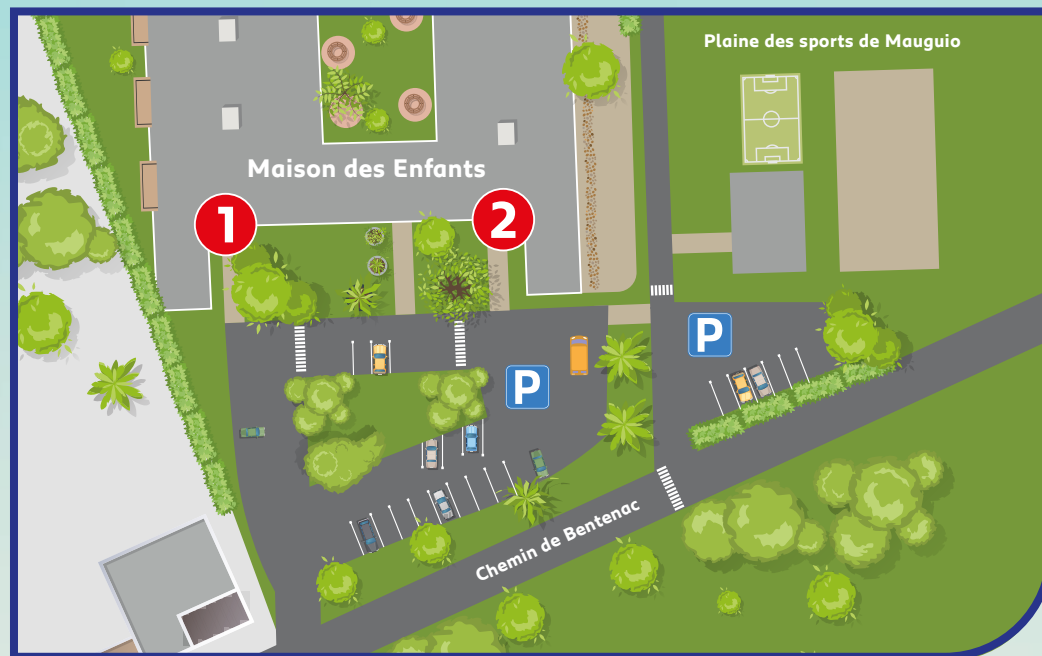 Plaine des sports de Mauguio
Maison des Enfants
1
2
P
P
Chemin de Bentenac